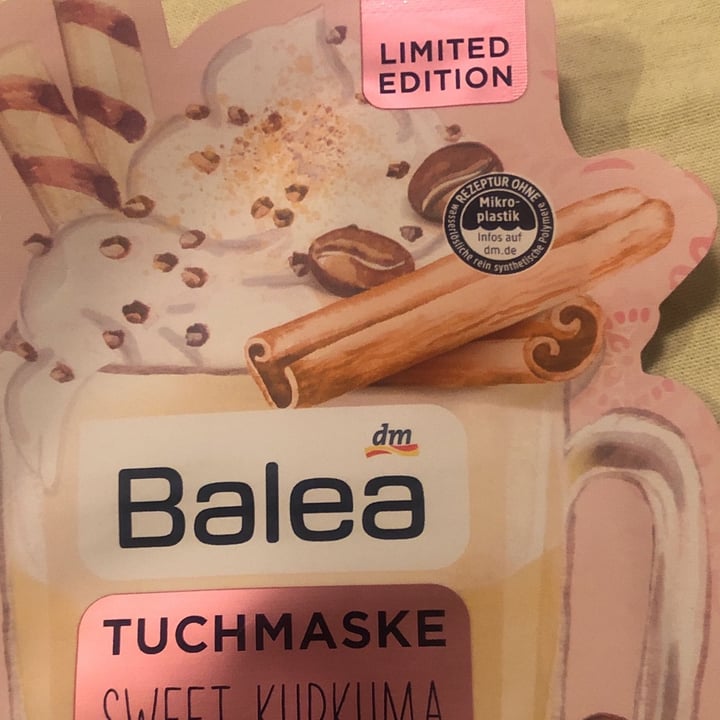 LIMITED
EDITION
REZEPTUR OHNE
Mikro-
plastik
Infos auf
dm.de
wasserlösliche rein synthetische Polymere
dm
Balea
TUCHMASKE
SWEET KURKUMA